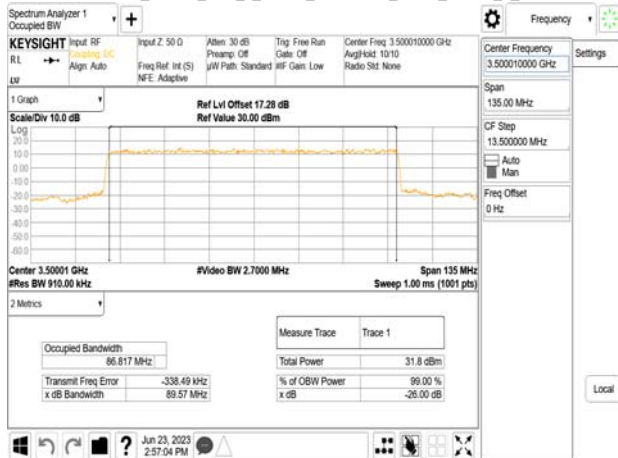 Spectrum Analyzer 1
Occupied BW
+
Frequency
KEYSIGHT
RL
LV
Input: RF
Coupling: DC
Align: Auto
Input Z: 50 Ω
Freq Ref: Int (S)
NFE: Adaptive
Atten: 30 dB
Preamp: Off
µW Path: Standard
Trig: Free Run
Gate: Off
#IF Gain: Low
Center Freq: 3.500010000 GHz
Avg|Hold: 10/10
Radio Std: None
Center Frequency
3.500010000 GHz
Settings
Span
135.00 MHz
CF Step
13.500000 MHz
Auto
Man
Freq Offset
0 Hz
Local
1 Graph
Scale/Div 10.0 dB
Ref Lvl Offset 17.28 dB
Ref Value 30.00 dBm
Log
20.0
10.0
0.00
-10.0
-20.0
-30.0
-40.0
-50.0
-60.0
Center 3.50001 GHz
#Res BW 910.00 kHz
#Video BW 2.7000 MHz
Span 135 MHz
Sweep 1.00 ms (1001 pts)
2 Metrics
Measure Trace
Trace 1
Occupied Bandwidth
86.817 MHz
Total Power
31.8 dBm
Transmit Freq Error
-338.49 kHz
% of OBW Power
99.00 %
x dB Bandwidth
89.57 MHz
x dB
-26.00 dB
?
Jun 23, 2023
2:57:04 PM